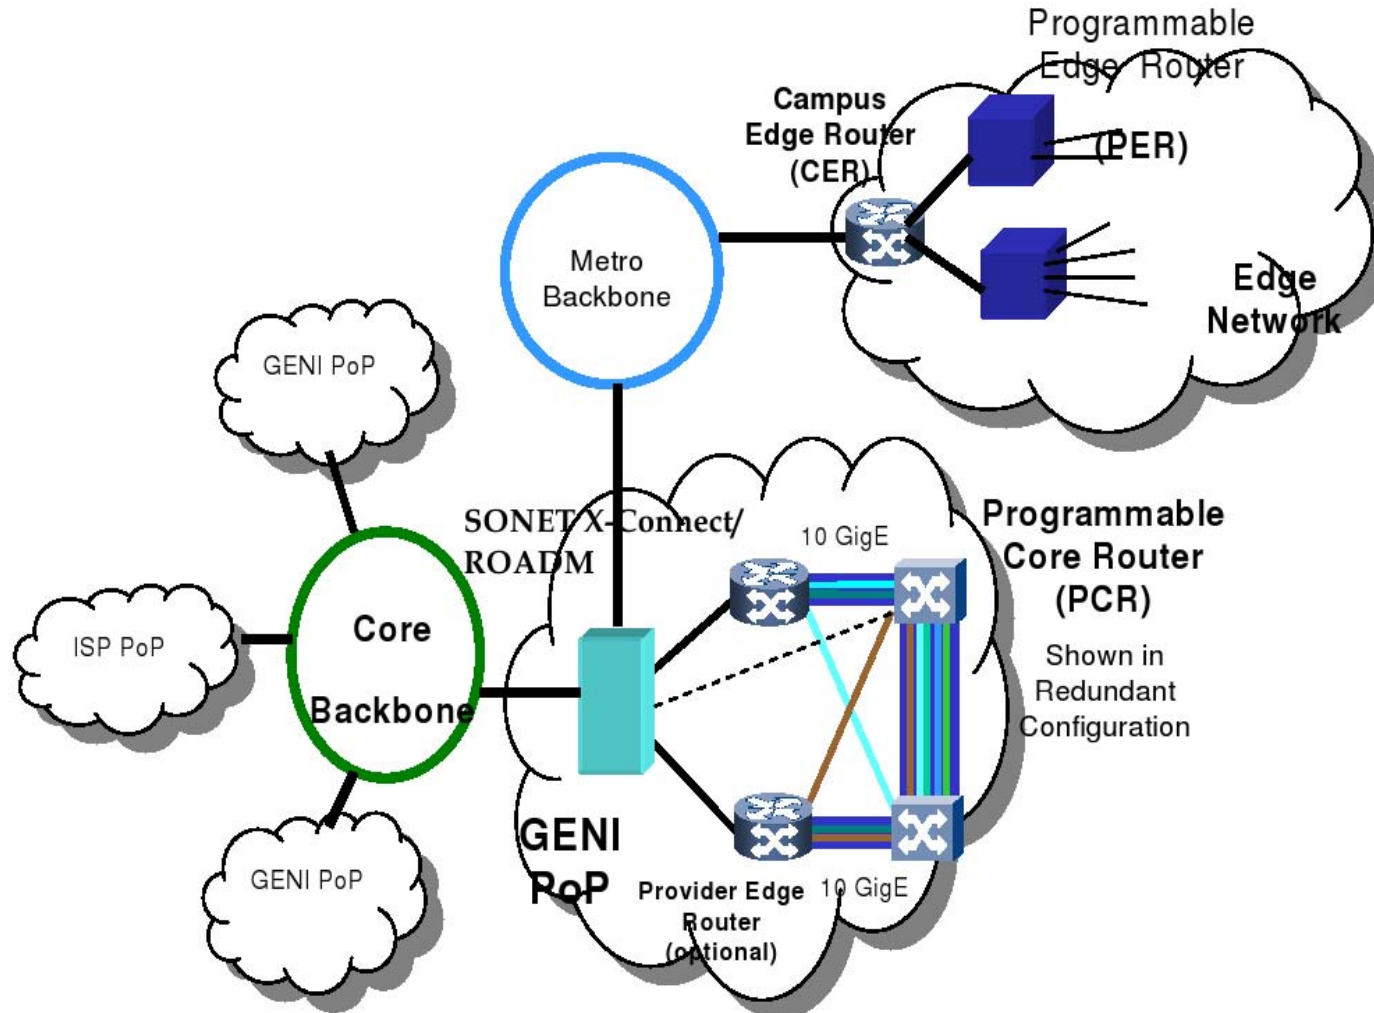 Programmable
Edge Router
(PER)
Campus
Edge Router
(CER)
Edge
Network
Metro
Backbone
GENI PoP
SONET X-Connect/
ROADM
10 GigE
Programmable
Core Router
(PCR)
Shown in
Redundant
Configuration
Core
Backbone
ISP PoP
GENI PoP
GENI
PoP
Provider Edge
Router
(optional)
10 GigE